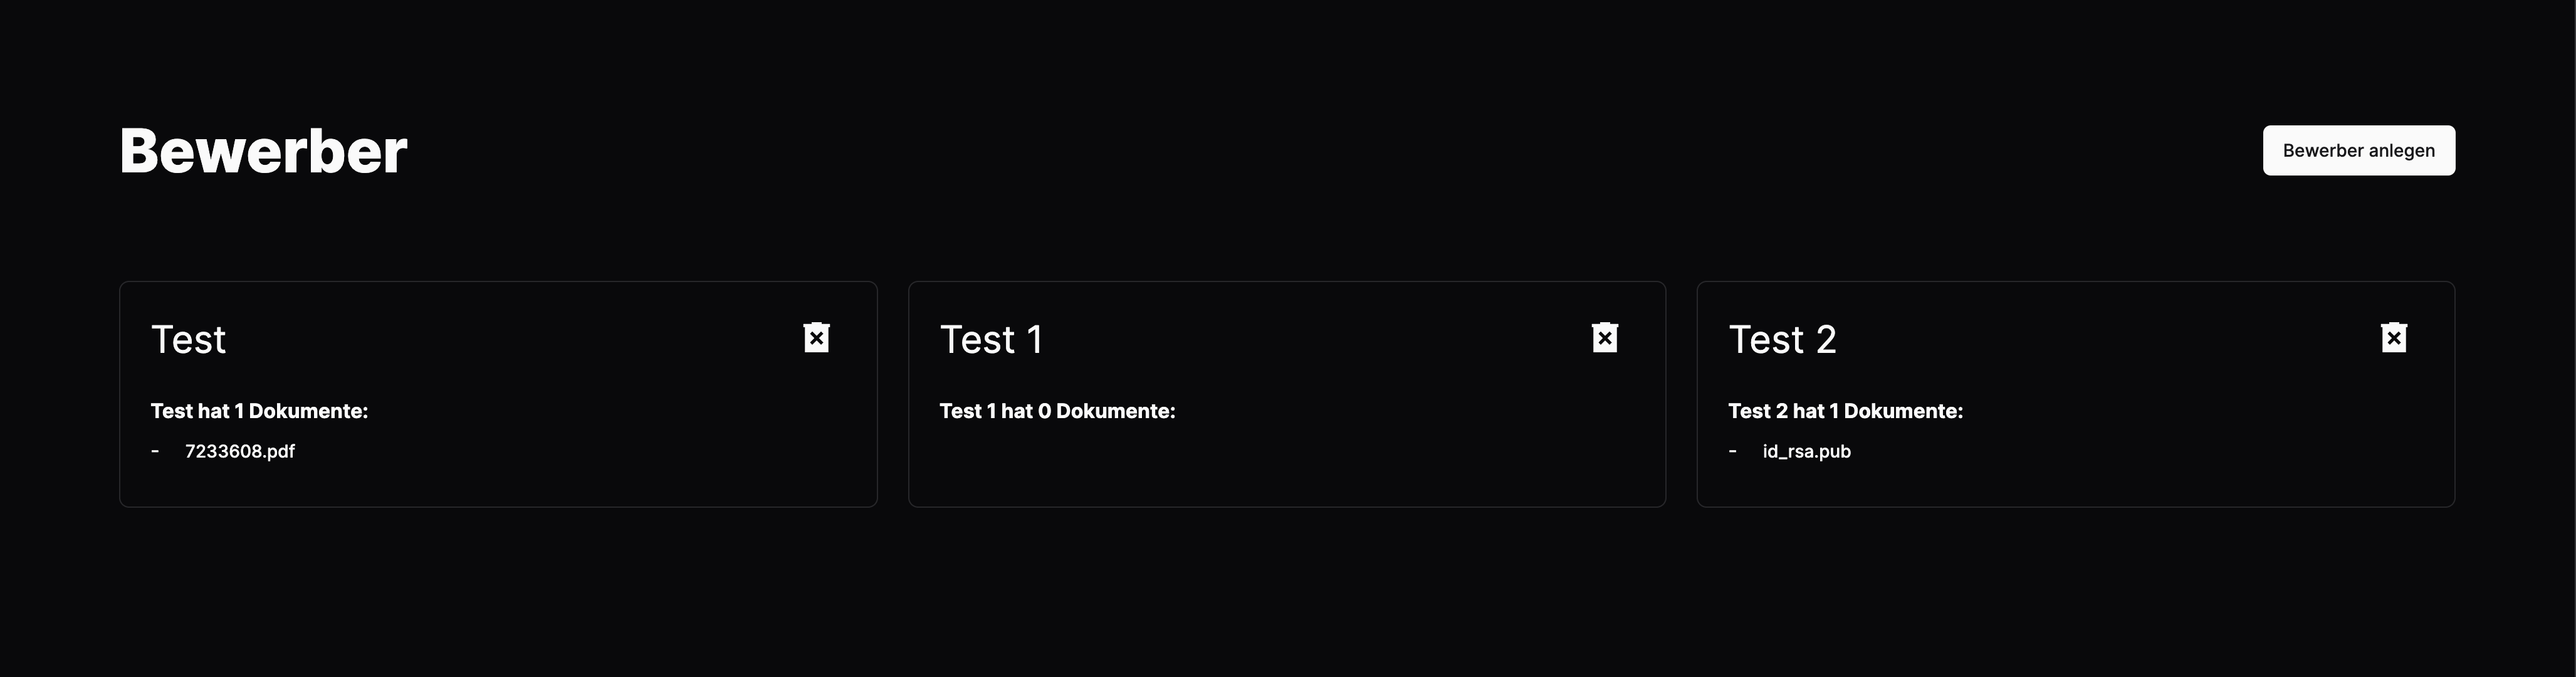 Bewerber
Bewerber anlegen
Test
Test hat 1 Dokumente:
- 7233608.pdf
Test 1
Test 1 hat 0 Dokumente:
Test 2
Test 2 hat 1 Dokumente:
- id_rsa.pub